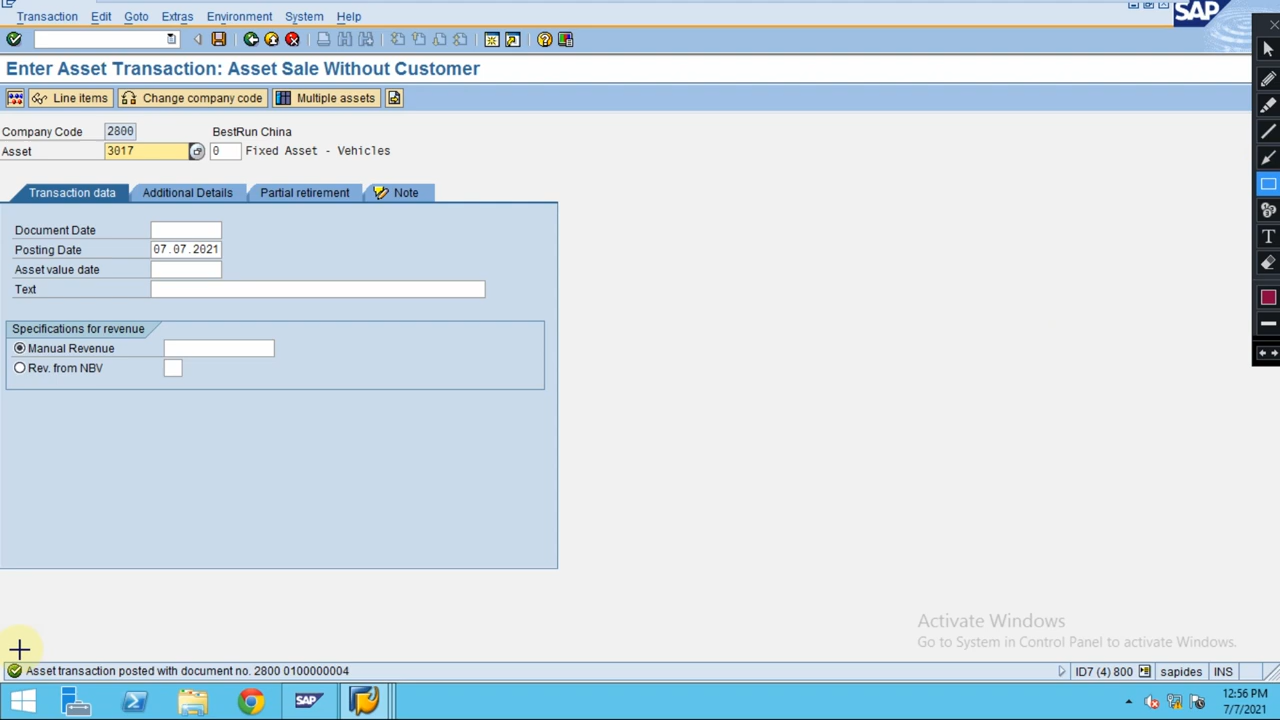 Transaction Edit Goto Extras Environment System Help
SAP
Enter Asset Transaction: Asset Sale Without Customer
Line items Change company code Multiple assets
Company Code 2800 BestRun China
Asset 3017 0 Fixed Asset - Vehicles
Transaction data Additional Details Partial retirement Note
Document Date
Posting Date 07.07.2021
Asset value date
Text
Specifications for revenue
Manual Revenue
Rev. from NBV
Activate Windows
Go to System in Control Panel to activate Windows.
Asset transaction posted with document no. 2800 0100000004
ID7 (4) 800 sapides INS
SAP
12:56 PM
7/7/2021